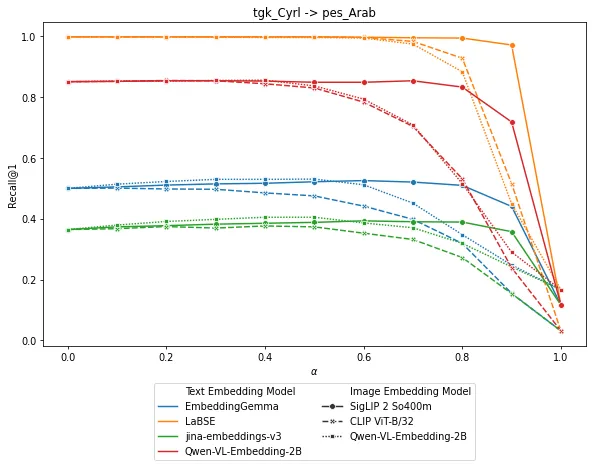 tgk_Cyrl -> pes_Arab
1.0
0.8
0.6
0.4
0.2
0.0
Recall@1
0.0 0.2 0.4 0.6 0.8 1.0
α
Text Embedding Model
EmbeddingGemma
LaBSE
jina-embeddings-v3
Qwen-VL-Embedding-2B
Image Embedding Model
SigLIP 2 So400m
CLIP ViT-B/32
Qwen-VL-Embedding-2B